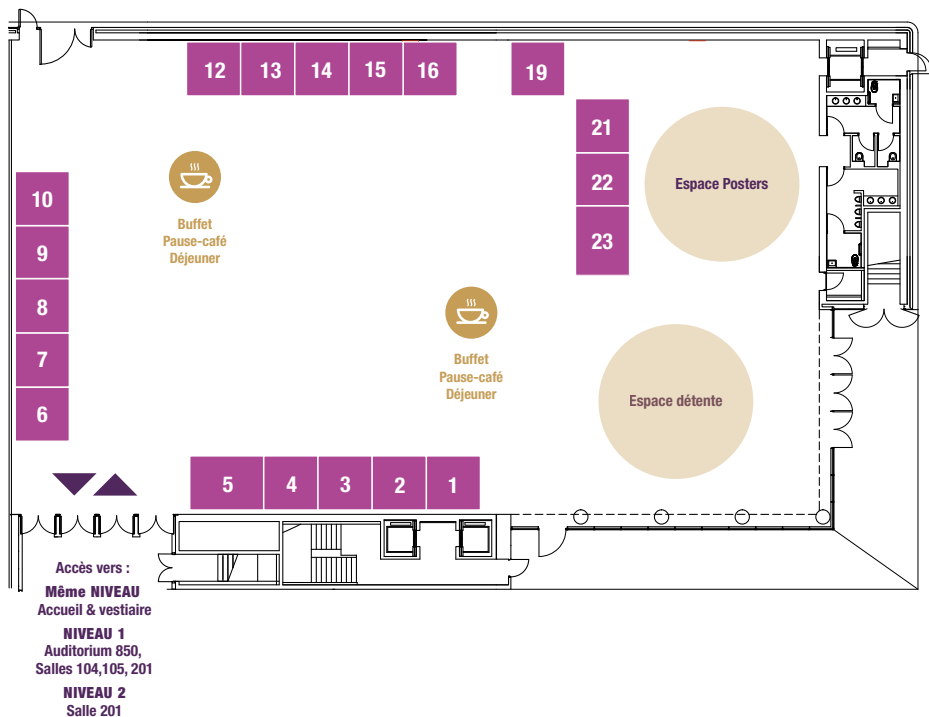 12
13
14
15
16
19
21
22
23
Espace Posters
10
9
8
7
6
Buffet
Pause-café
Déjeuner
Buffet
Pause-café
Déjeuner
Espace détente
5
4
3
2
1
Accès vers :
Même NIVEAU
Accueil & vestiaire
NIVEAU 1
Auditorium 850,
Salles 104,105, 201
NIVEAU 2
Salle 201